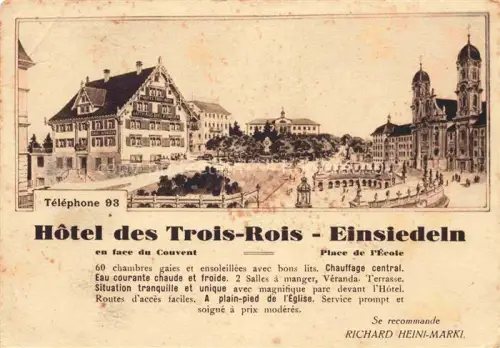 Téléphone 93
Hôtel des Trois-Rois - Einsiedeln
en face du Couvent Place de l'École
60 chambres gaies et ensoleillées avec bons lits. Chauffage central.
Eau courante chaude et froide. 2 Salles à manger, Véranda. Terrasse.
Situation tranquille et unique avec magnifique parc devant l'Hôtel.
Routes d'accès faciles. A plain-pied de l'Église. Service prompt et
soigné à prix modérés.
Se recommande
RICHARD HEINI-MARKI.